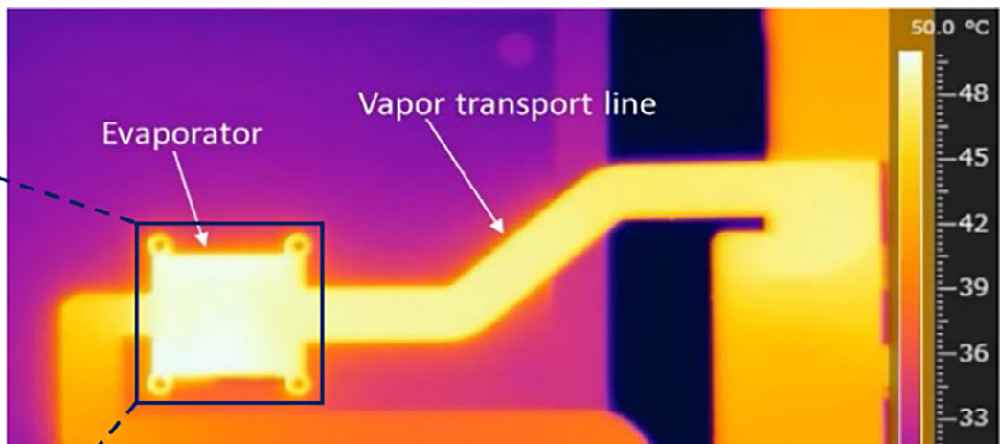 50.0 °C
Vapor transport line
Evaporator
48
45
42
39
36
33